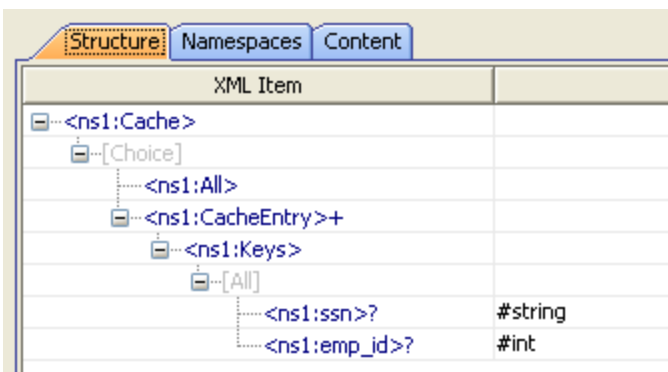 Structure Namespaces Content
XML Item
<ns1:Cache>
[Choice]
<ns1:All>
<ns1:CacheEntry>+
<ns1:Keys>
[All]
<ns1:ssn>? #string
<ns1:emp_id>? #int